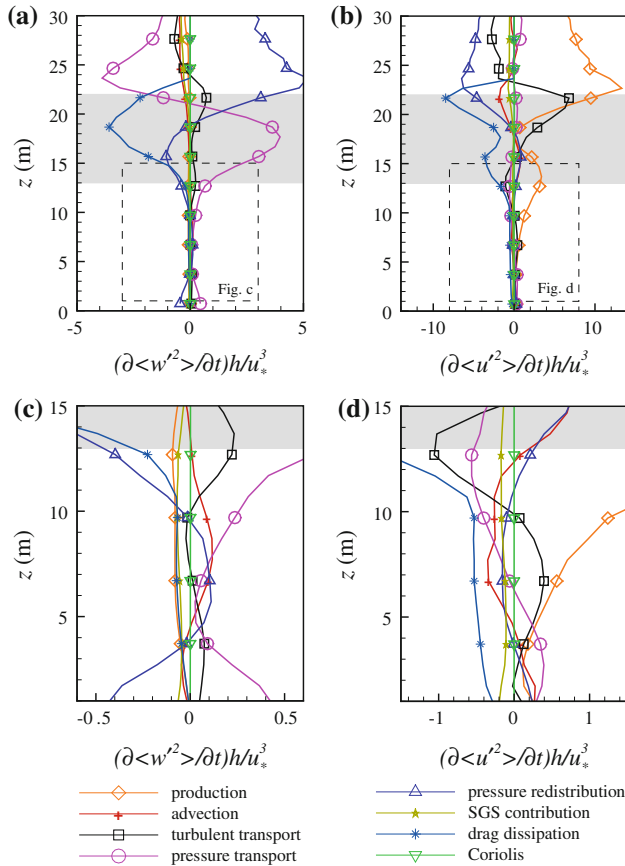 (a)
(b)
z (m)
30
25
20
15
10
5
0
Fig. c
-5
0
5
(∂<w′²>/∂t)h/u*³
z (m)
30
25
20
15
10
5
0
Fig. d
-10
0
10
(∂<u′²>/∂t)h/u*³
(c)
(d)
z (m)
15
10
5
-0.6
0
0.6
(∂<w′²>/∂t)h/u*³
z (m)
15
10
5
-1
0
1
(∂<u′²>/∂t)h/u*³
production
advection
turbulent transport
pressure transport
pressure redistribution
SGS contribution
drag dissipation
Coriolis